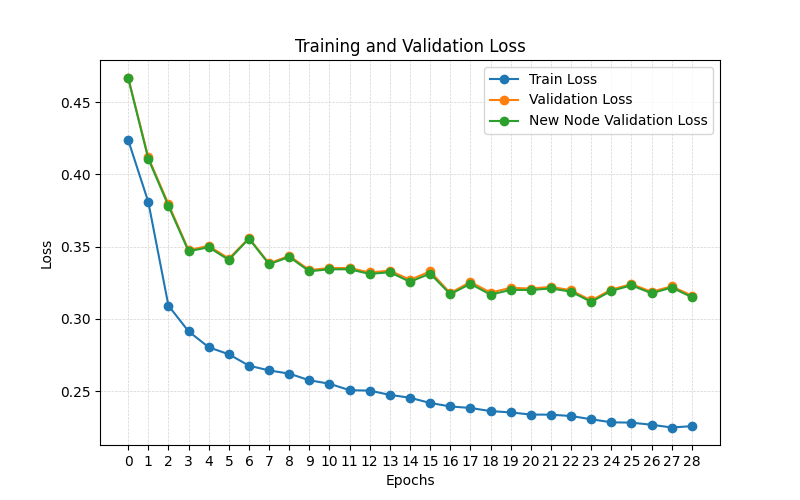 Training and Validation Loss
Train Loss
Validation Loss
New Node Validation Loss
0.45
0.40
0.35
0.30
0.25
Loss
0 1 2 3 4 5 6 7 8 9 10 11 12 13 14 15 16 17 18 19 20 21 22 23 24 25 26 27 28
Epochs